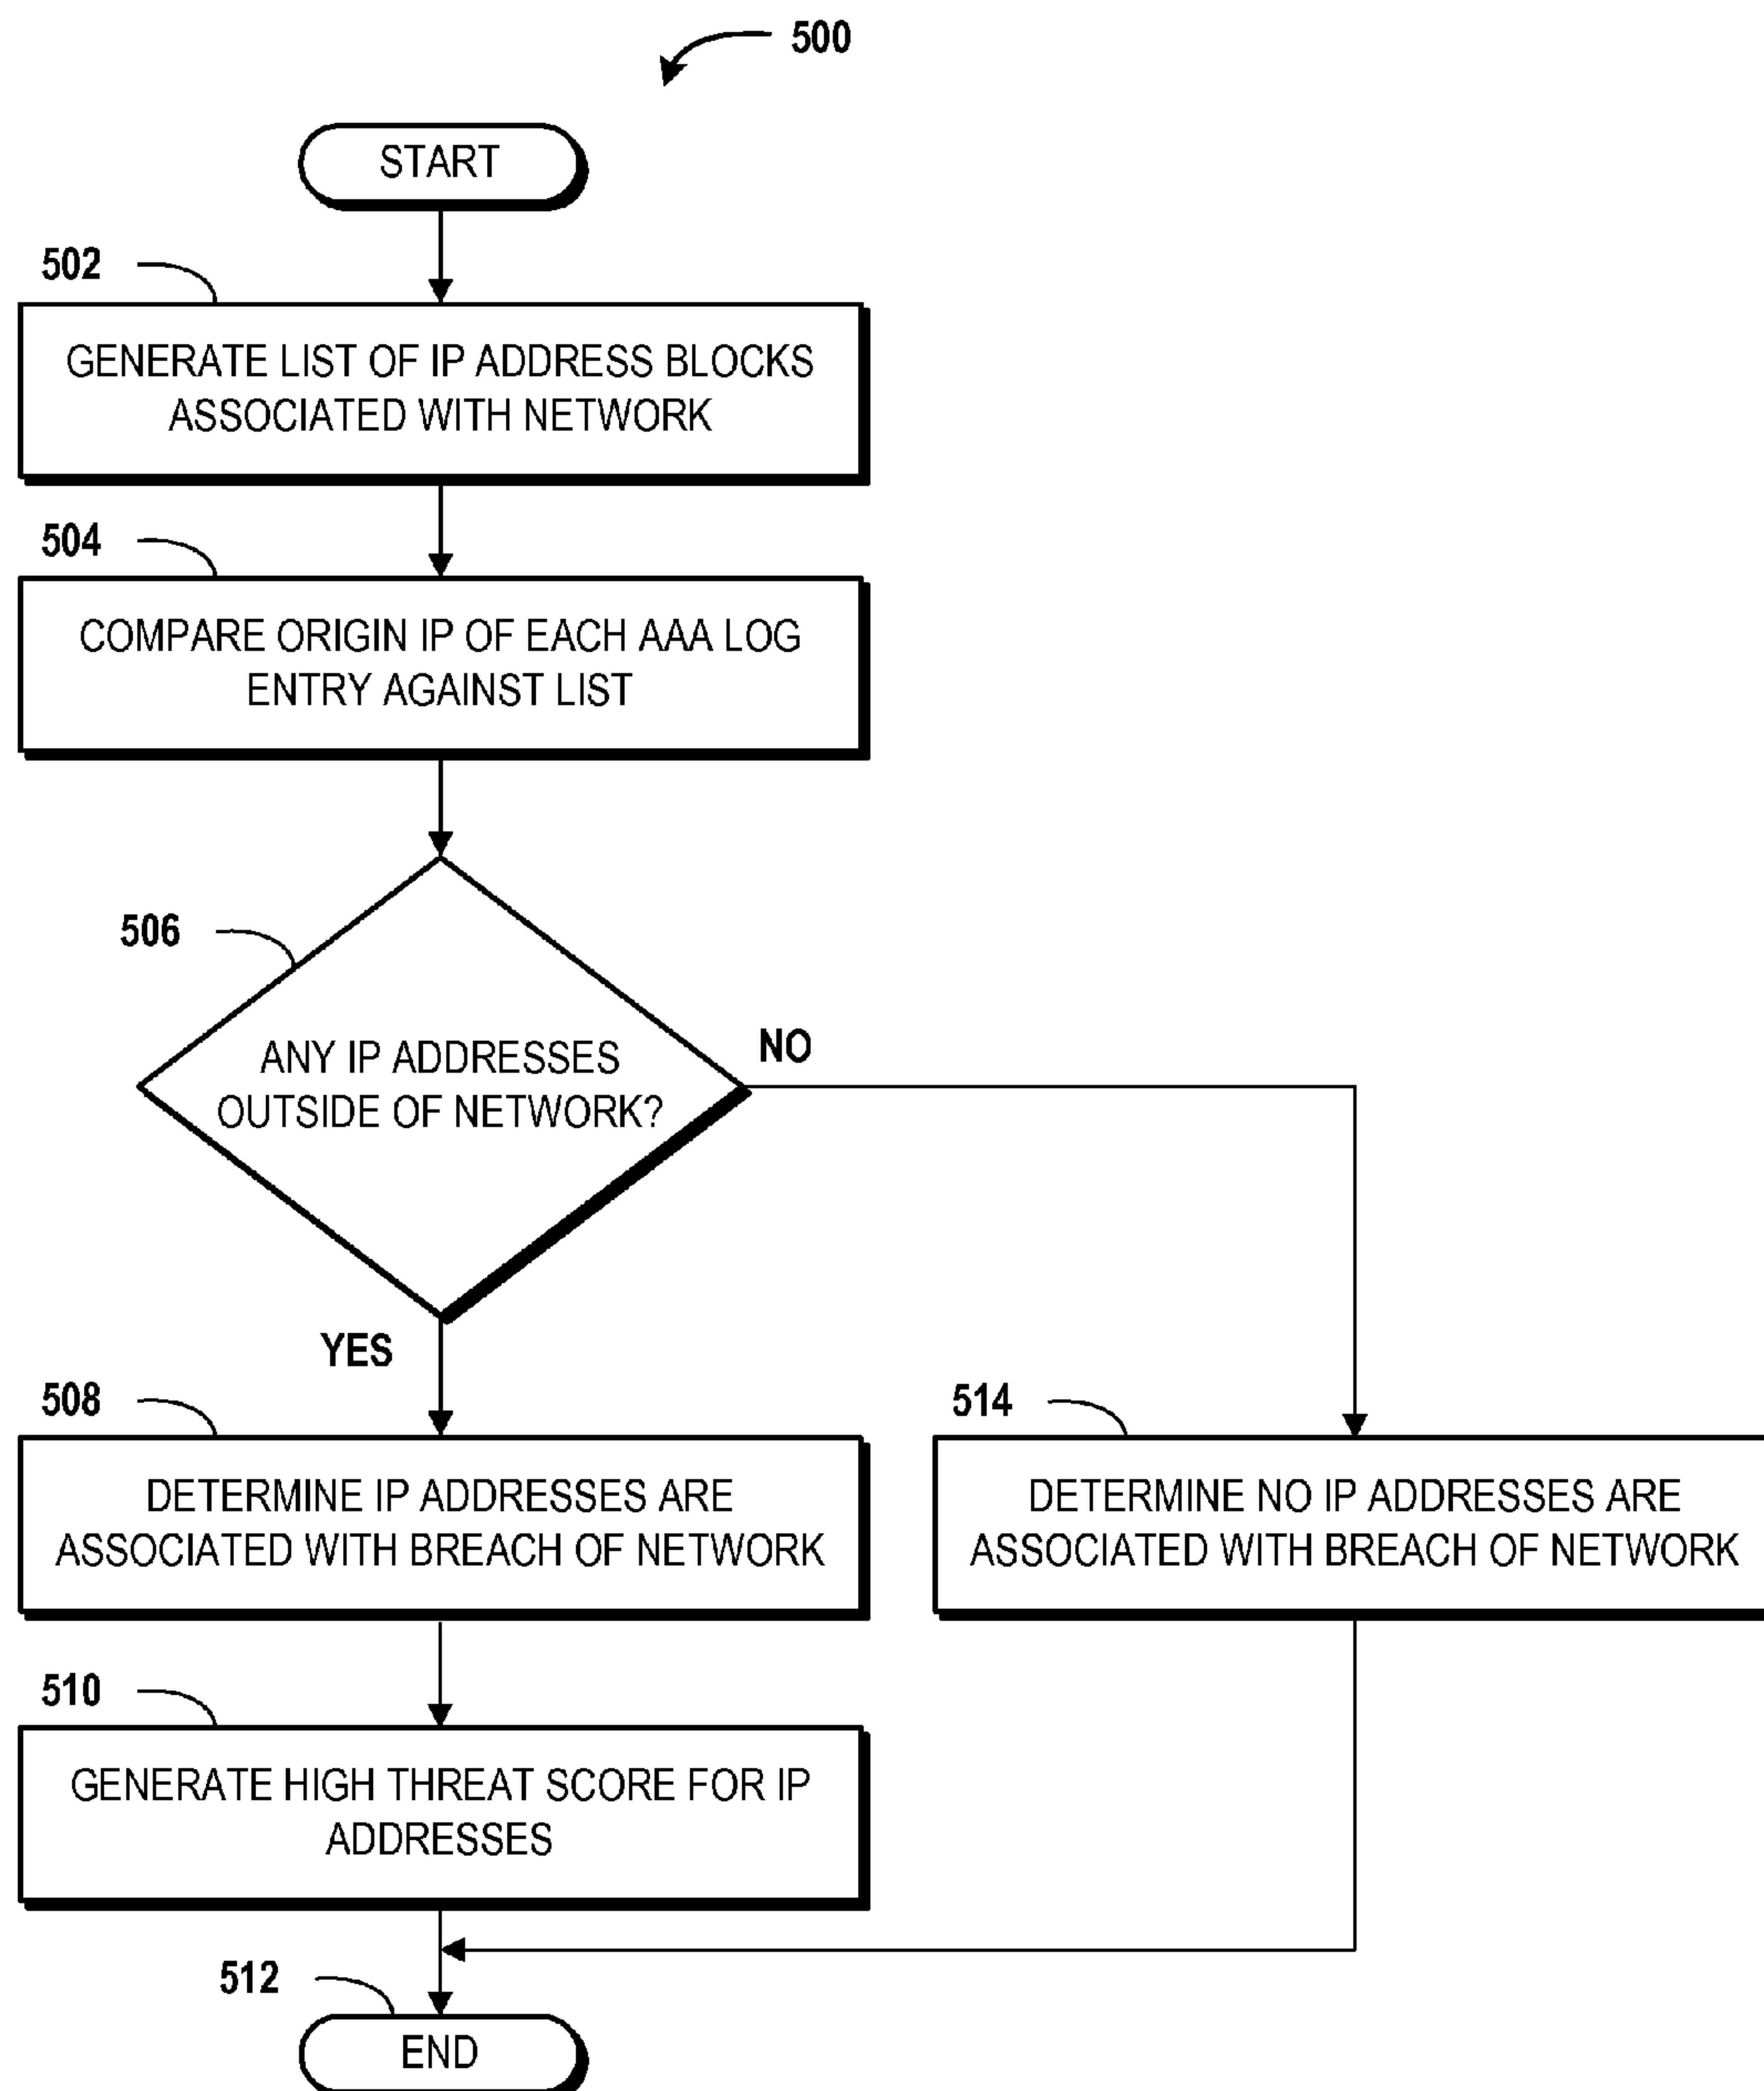 500
START
502
GENERATE LIST OF IP ADDRESS BLOCKS
ASSOCIATED WITH NETWORK
504
COMPARE ORIGIN IP OF EACH AAA LOG
ENTRY AGAINST LIST
506
ANY IP ADDRESSES
OUTSIDE OF NETWORK?
NO
YES
508
DETERMINE IP ADDRESSES ARE
ASSOCIATED WITH BREACH OF NETWORK
514
DETERMINE NO IP ADDRESSES ARE
ASSOCIATED WITH BREACH OF NETWORK
510
GENERATE HIGH THREAT SCORE FOR IP
ADDRESSES
512
END